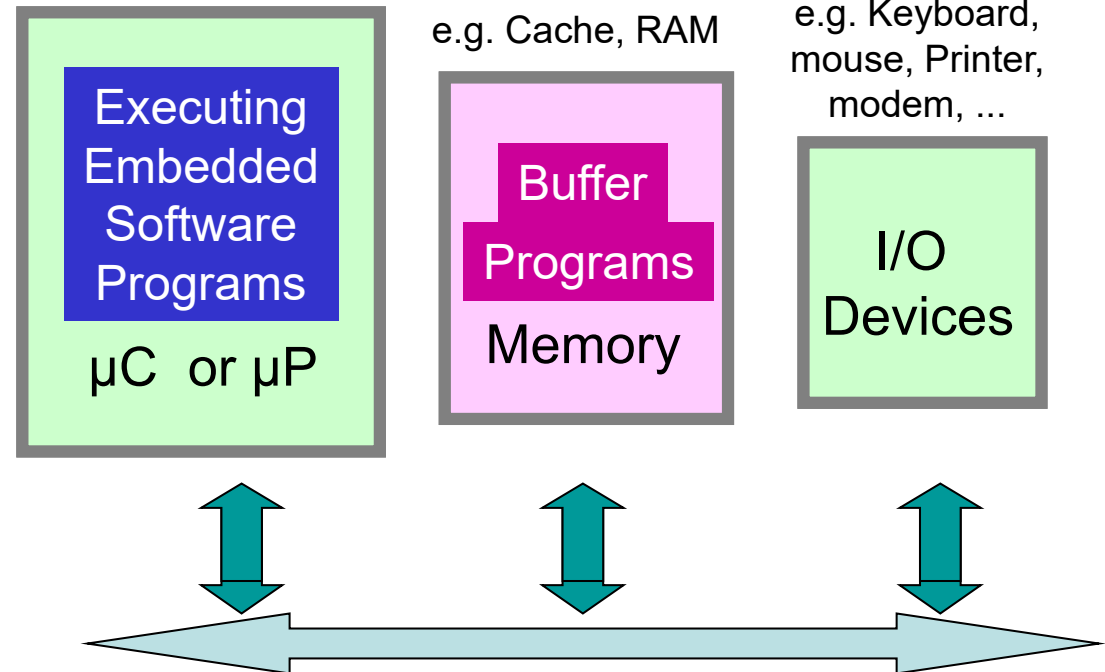 Executing
Embedded
Software
Programs
µC or µP
e.g. Cache, RAM
Buffer
Programs
Memory
e.g. Keyboard,
mouse, Printer,
modem, ...
I/O
Devices